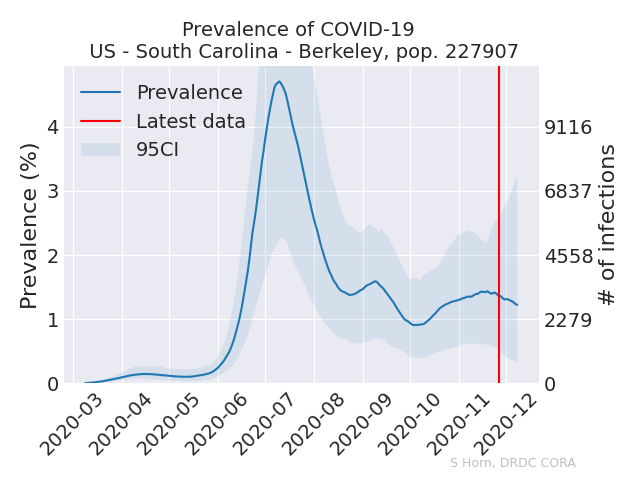 Prevalence of COVID-19
US - South Carolina - Berkeley, pop. 227907
Prevalence
Latest data
95CI
Prevalence (%)
4
3
2
1
0
9116
6837
4558
2279
0
# of infections
2020-03
2020-04
2020-05
2020-06
2020-07
2020-08
2020-09
2020-10
2020-11
2020-12
S Horn, DRDC CORA